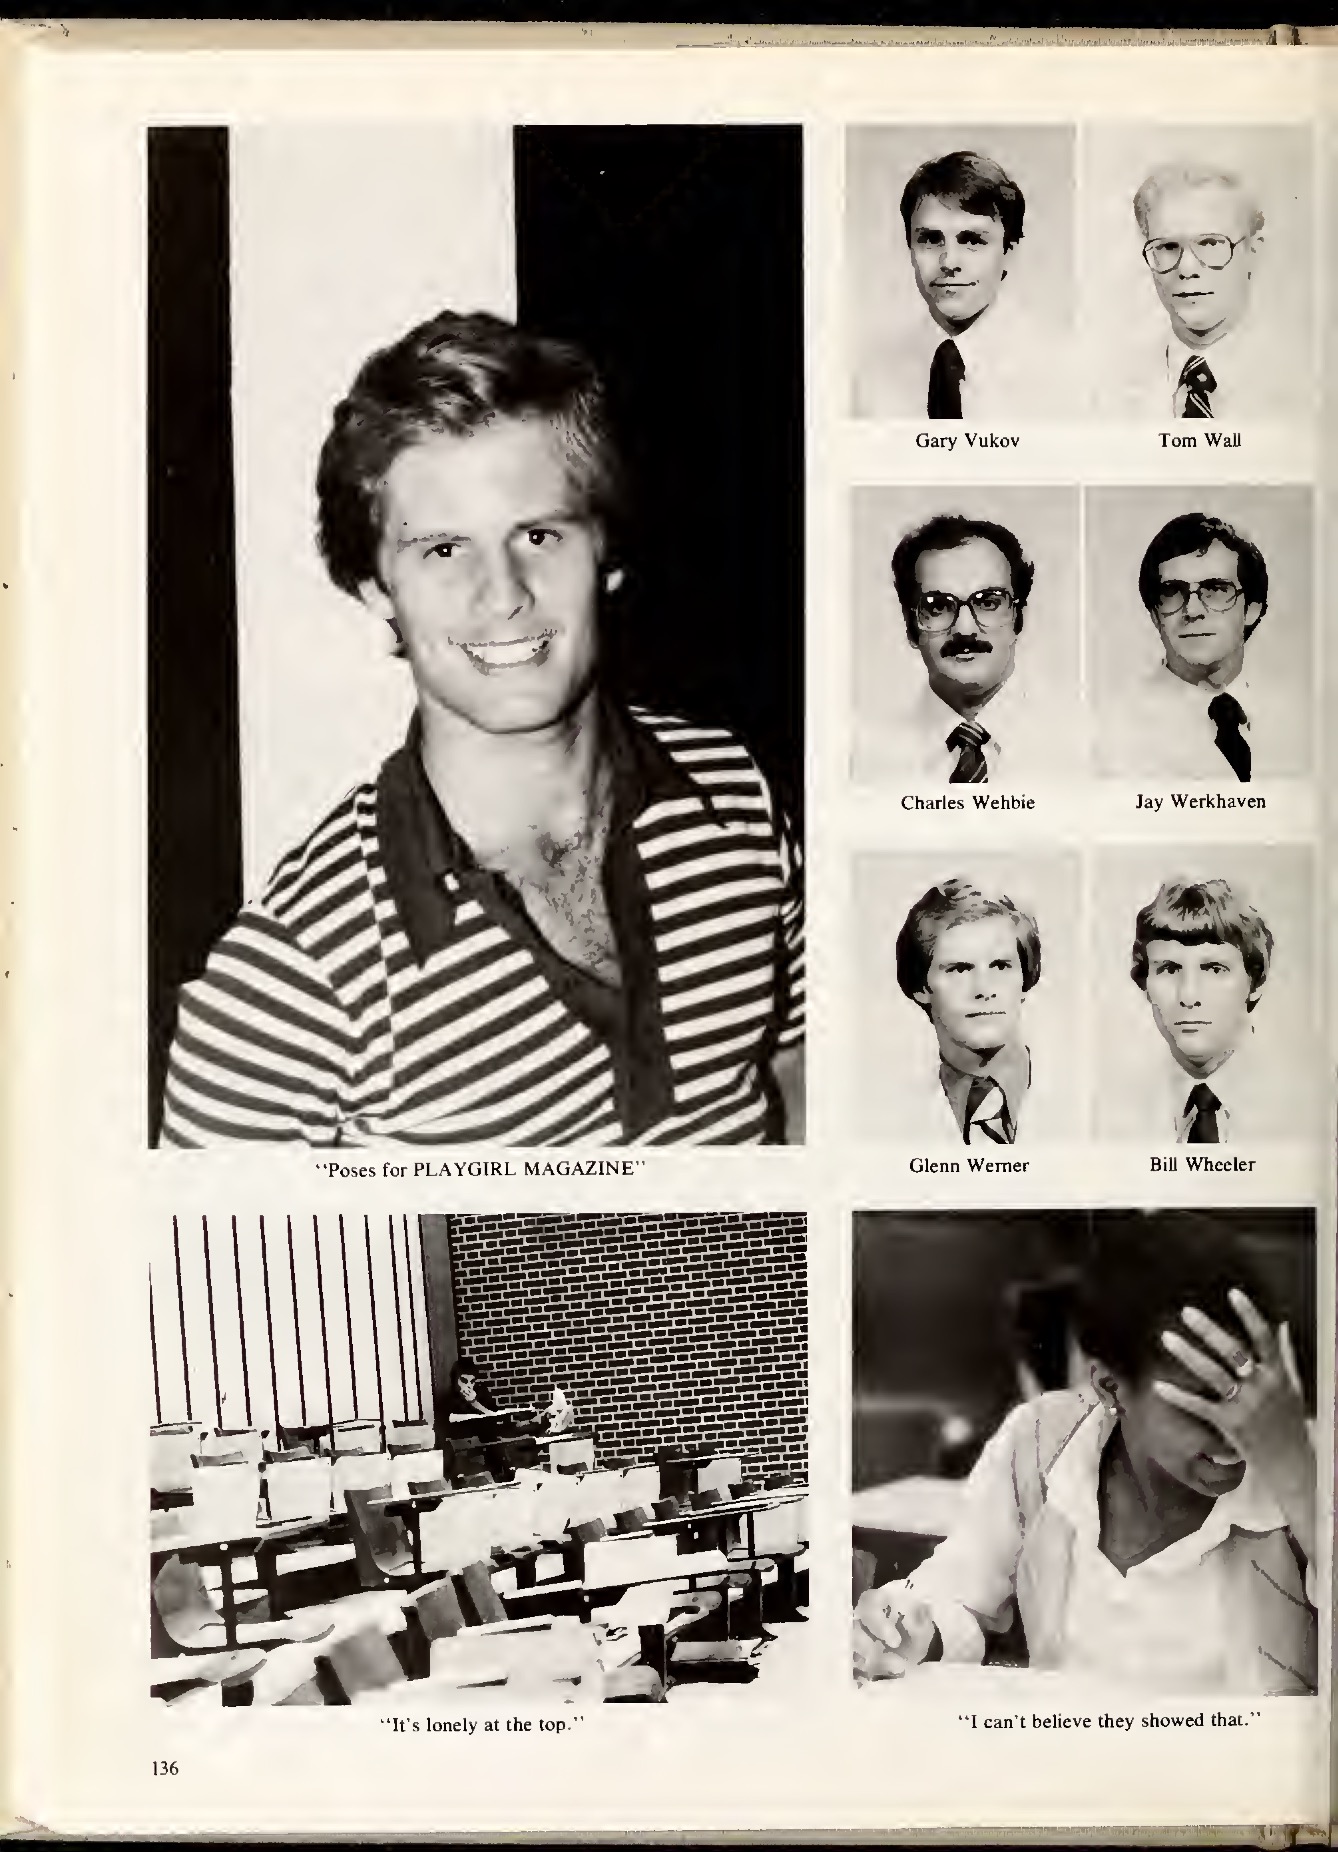 Gary Vukov
Tom Wall
Charles Wehbie
Jay Werkhaven
Glenn Werner
Bill Wheeler
"Poses for PLAYGIRL MAGAZINE"
"It's lonely at the top."
"I can't believe they showed that."
136